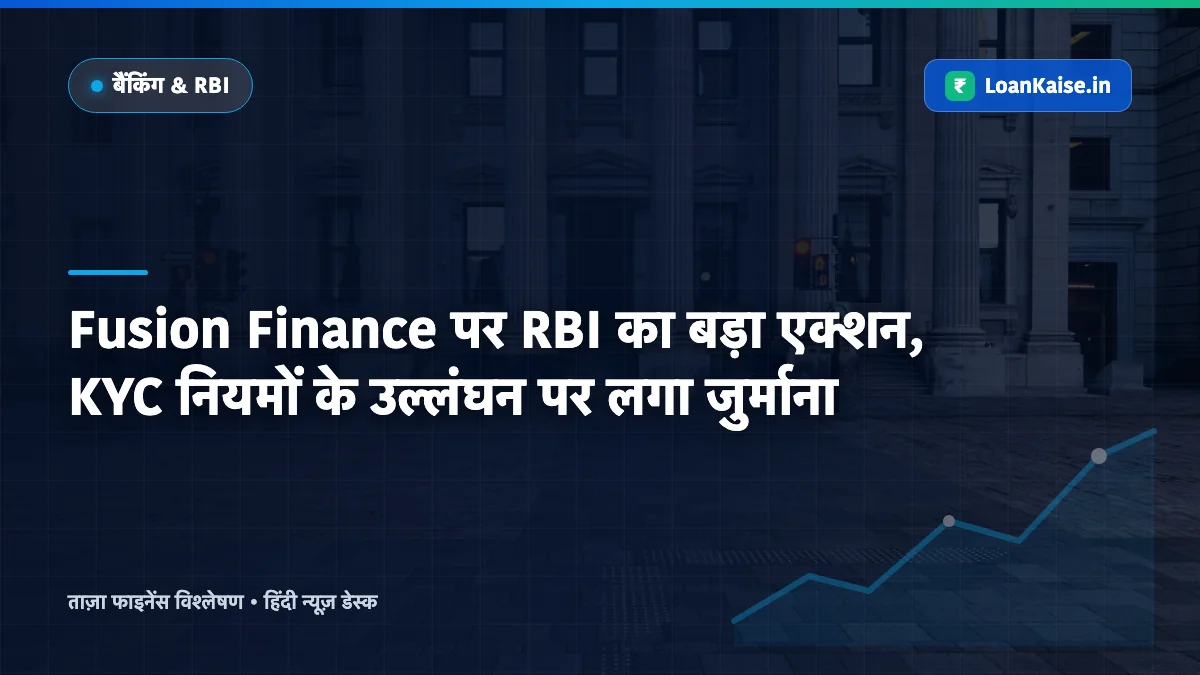 बैंकिंग & RBI
₹ LoanKaise.in
Fusion Finance पर RBI का बड़ा एक्शन,
KYC नियमों के उल्लंघन पर लगा जुर्माना
ताज़ा फाइनेंस विश्लेषण • हिंदी न्यूज़ डेस्क